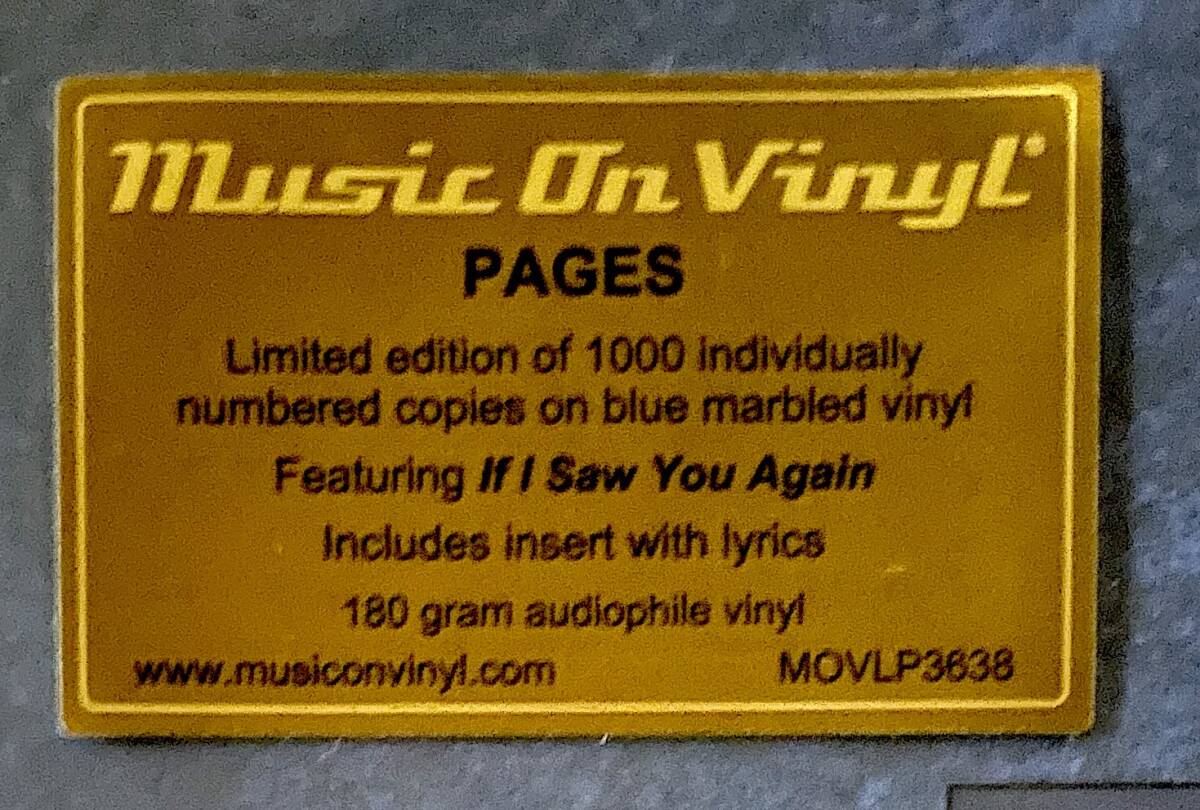 Music On Vinyl
PAGES
Limited edition of 1000 individually
numbered copies on blue marbled vinyl
Featuring If I Saw You Again
Includes insert with lyrics
180 gram audiophile vinyl
www.musiconvinyl.com MOVLP3638